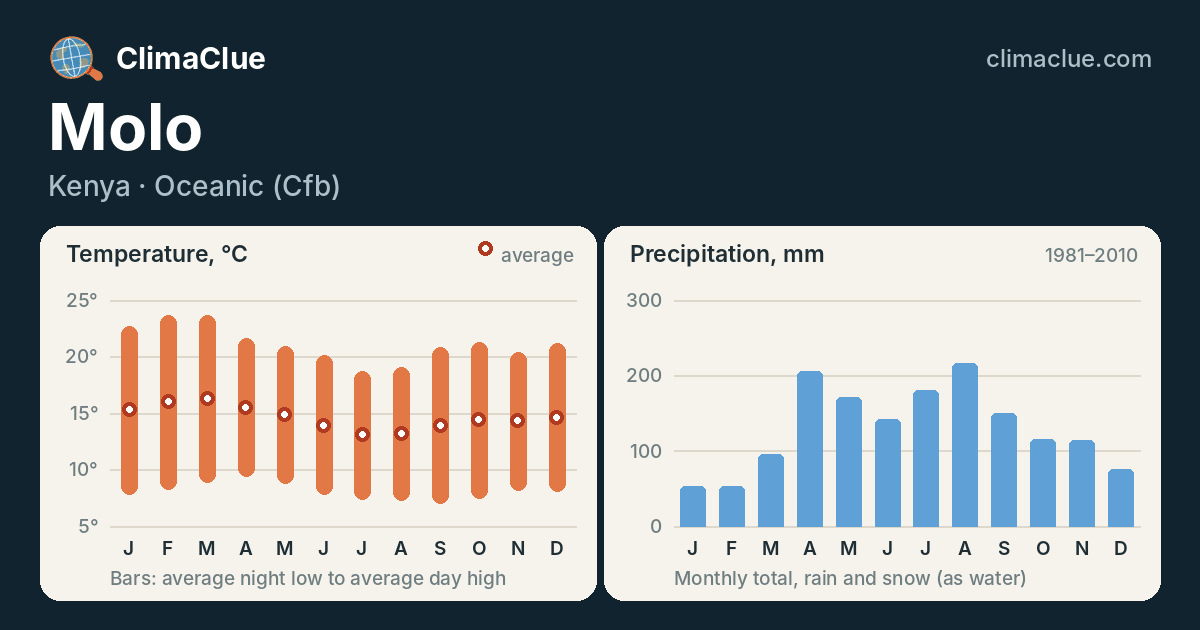 ClimaClue
climaclue.com
Molo
Kenya · Oceanic (Cfb)
Temperature, °C
average
25°
20°
15°
10°
5°
J F M A M J J A S O N D
Bars: average night low to average day high
Precipitation, mm
1981–2010
300
200
100
0
J F M A M J J A S O N D
Monthly total, rain and snow (as water)